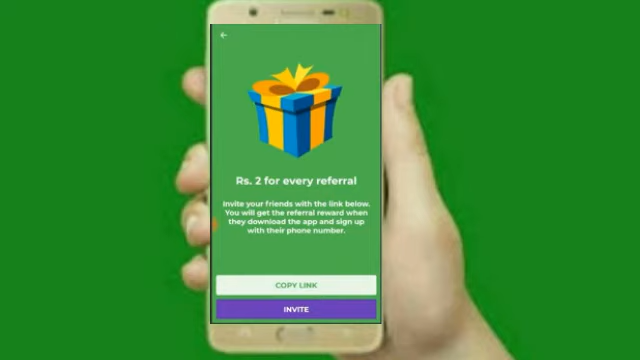 Rs. 2 for every referral
Invite your friends with the link below.
You will get the referral reward when
they download the app and sign up
with their phone number.
COPY LINK
INVITE